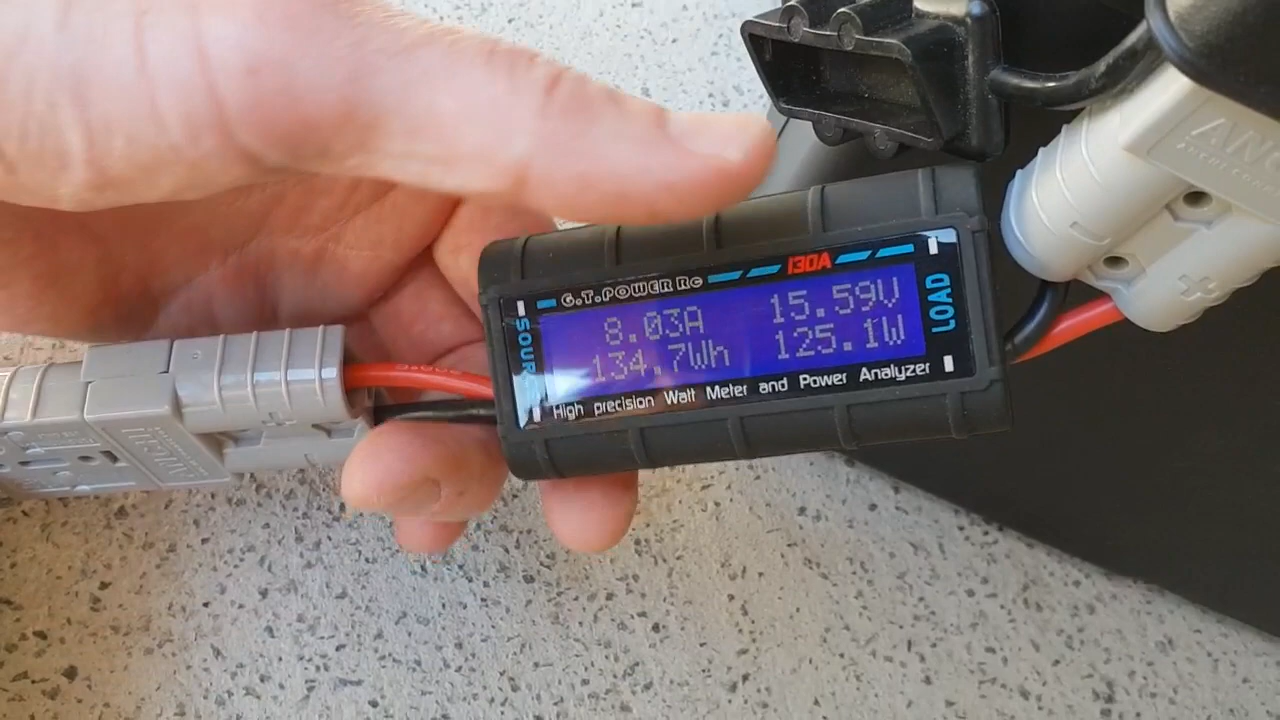 G.T.POWER RC
130A
8.03A 15.59V
134.7Wh 125.1W
LOAD
High precision Watt Meter and Power Analyzer